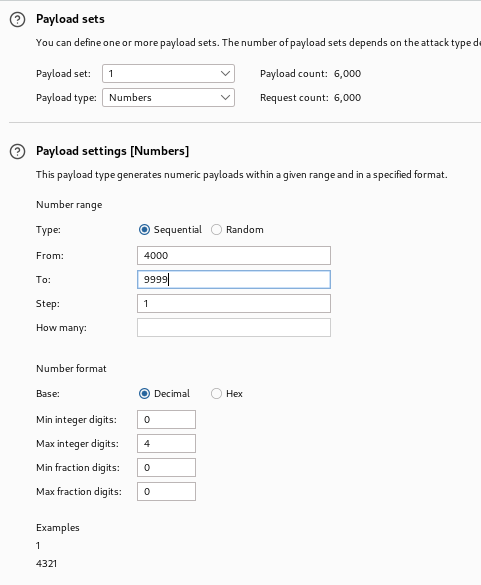 Payload sets
You can define one or more payload sets. The number of payload sets depends on the attack type de
Payload set: 1 Payload count: 6,000
Payload type: Numbers Request count: 6,000
Payload settings [Numbers]
This payload type generates numeric payloads within a given range and in a specified format.
Number range
Type: Sequential Random
From: 4000
To: 9999
Step: 1
How many:
Number format
Base: Decimal Hex
Min integer digits: 0
Max integer digits: 4
Min fraction digits: 0
Max fraction digits: 0
Examples
1
4321